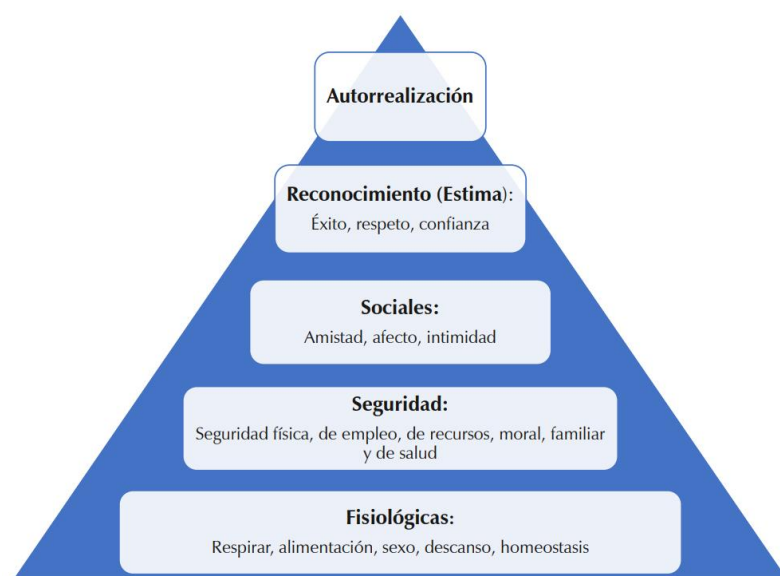 Autorrealización
Reconocimiento (Estima):
Éxito, respeto, confianza
Sociales:
Amistad, afecto, intimidad
Seguridad:
Seguridad física, de empleo, de recursos, moral, familiar
y de salud
Fisiológicas:
Respirar, alimentación, sexo, descanso, homeostasis